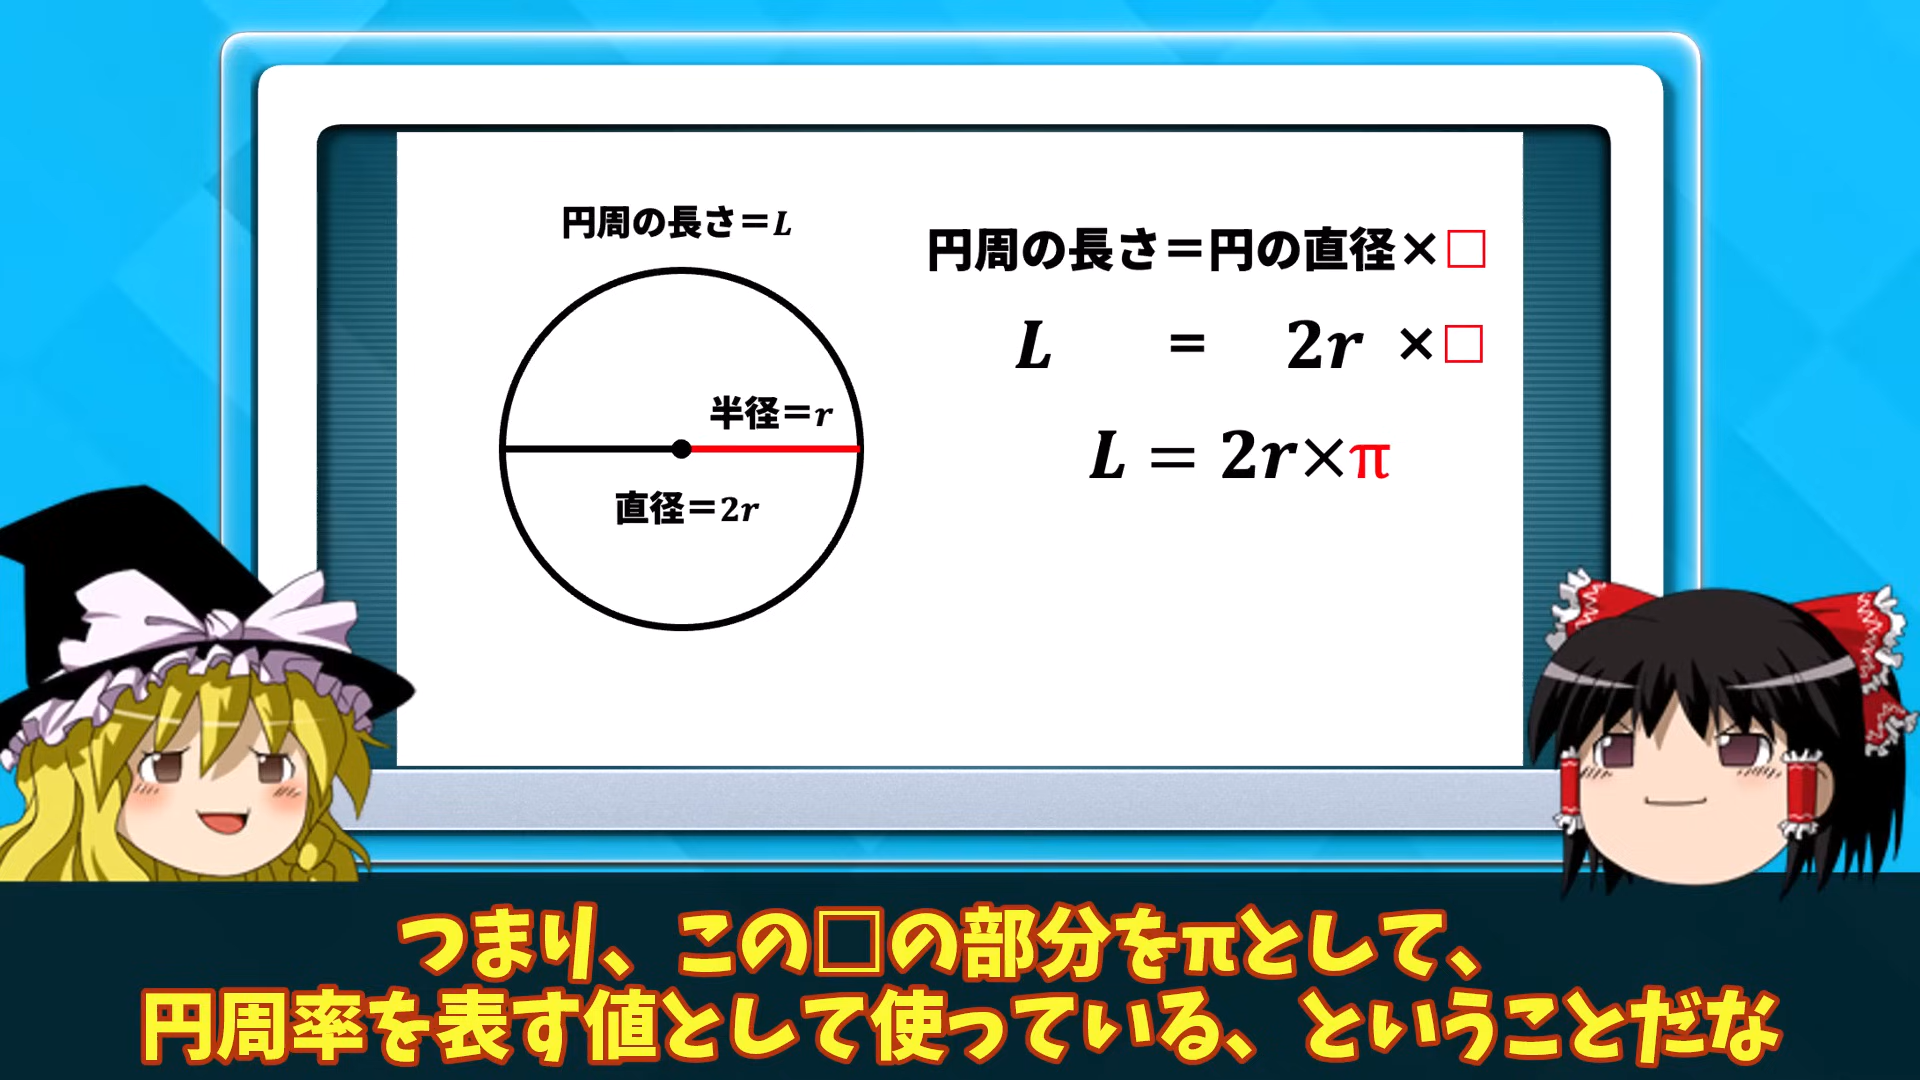 円周の長さ＝L
半径＝r
直径＝2r
円周の長さ＝円の直径×□
L = 2r ×□
L = 2r×π
つまり、この□の部分をπとして、
円周率を表す値として使っている、ということだな